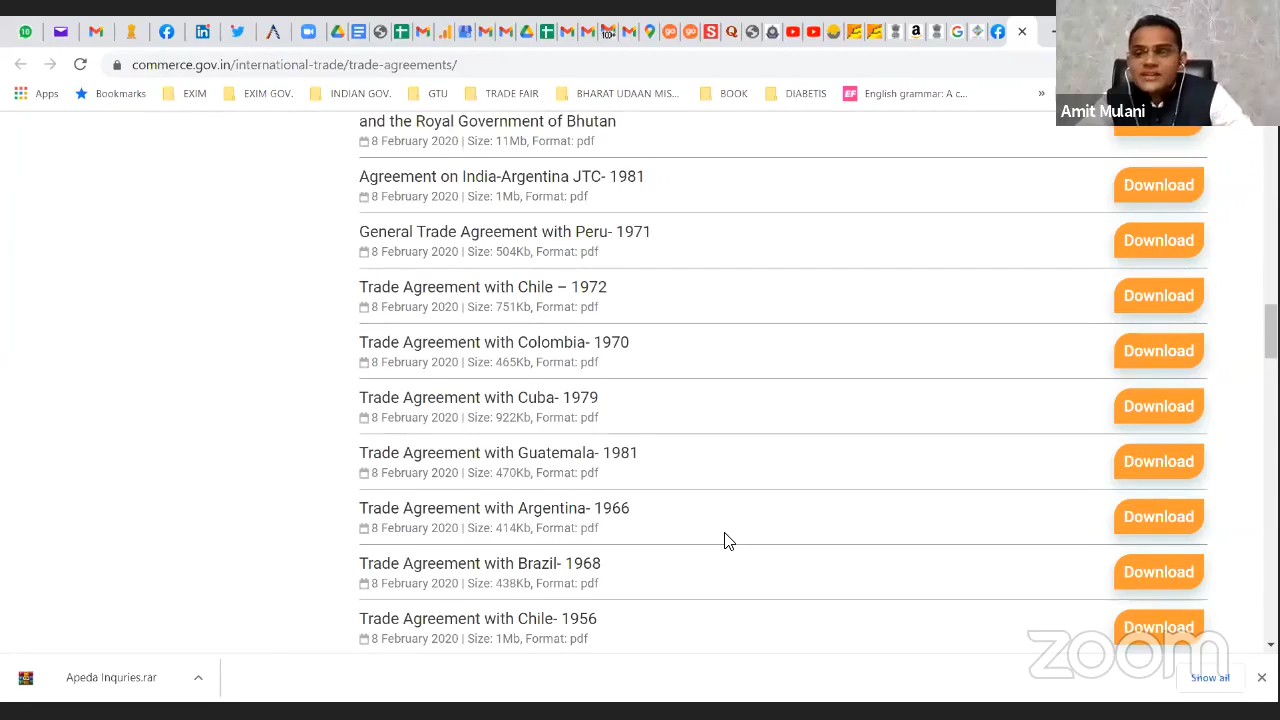 commerce.gov.in/international-trade/trade-agreements/
Apps
Bookmarks
EXIM
EXIM GOV.
INDIAN GOV.
GTU
TRADE FAIR
BHARAT UDAAN MIS...
BOOK
DIABETIS
EF
English grammar: A c...
»
Amit Mulani
and the Royal Government of Bhutan
8 February 2020 | Size: 11Mb, Format: pdf
Agreement on India-Argentina JTC- 1981
8 February 2020 | Size: 1Mb, Format: pdf
Download
General Trade Agreement with Peru- 1971
8 February 2020 | Size: 504Kb, Format: pdf
Download
Trade Agreement with Chile – 1972
8 February 2020 | Size: 751Kb, Format: pdf
Download
Trade Agreement with Colombia- 1970
8 February 2020 | Size: 465Kb, Format: pdf
Download
Trade Agreement with Cuba- 1979
8 February 2020 | Size: 922Kb, Format: pdf
Download
Trade Agreement with Guatemala- 1981
8 February 2020 | Size: 470Kb, Format: pdf
Download
Trade Agreement with Argentina- 1966
8 February 2020 | Size: 414Kb, Format: pdf
Download
Trade Agreement with Brazil- 1968
8 February 2020 | Size: 438Kb, Format: pdf
Download
Trade Agreement with Chile- 1956
8 February 2020 | Size: 1Mb, Format: pdf
Download
zoom
Apeda Inquries.rar
Show all